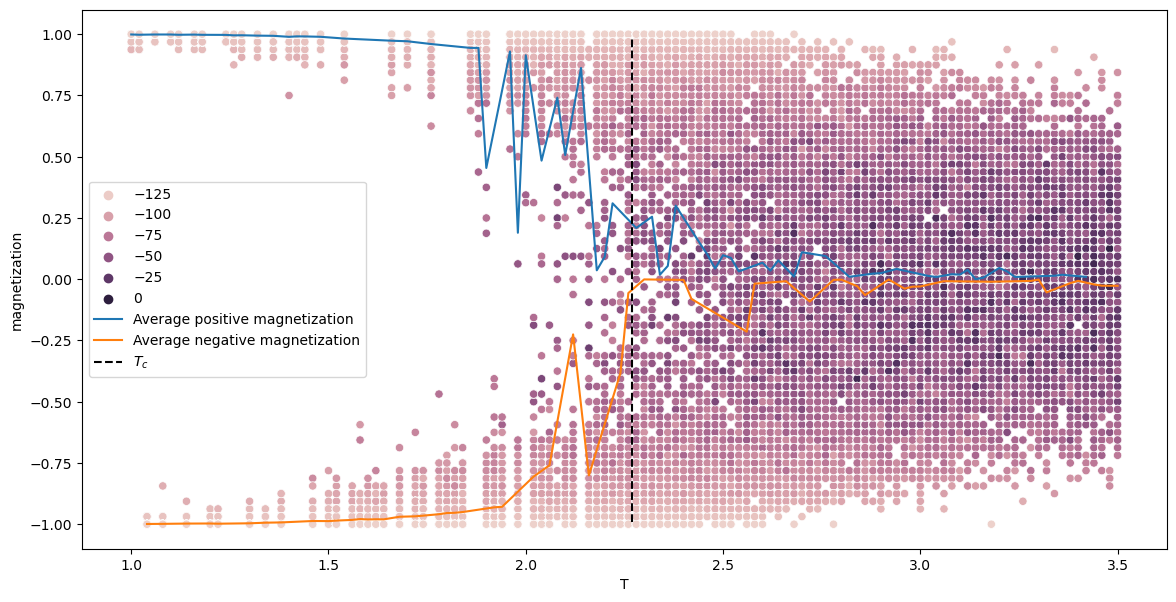 1.00
0.75
0.50
0.25
0.00
−0.25
−0.50
−0.75
−1.00
magnetization
−125
−100
−75
−50
−25
0
Average positive magnetization
Average negative magnetization
T_c
1.0 1.5 2.0 2.5 3.0 3.5
T